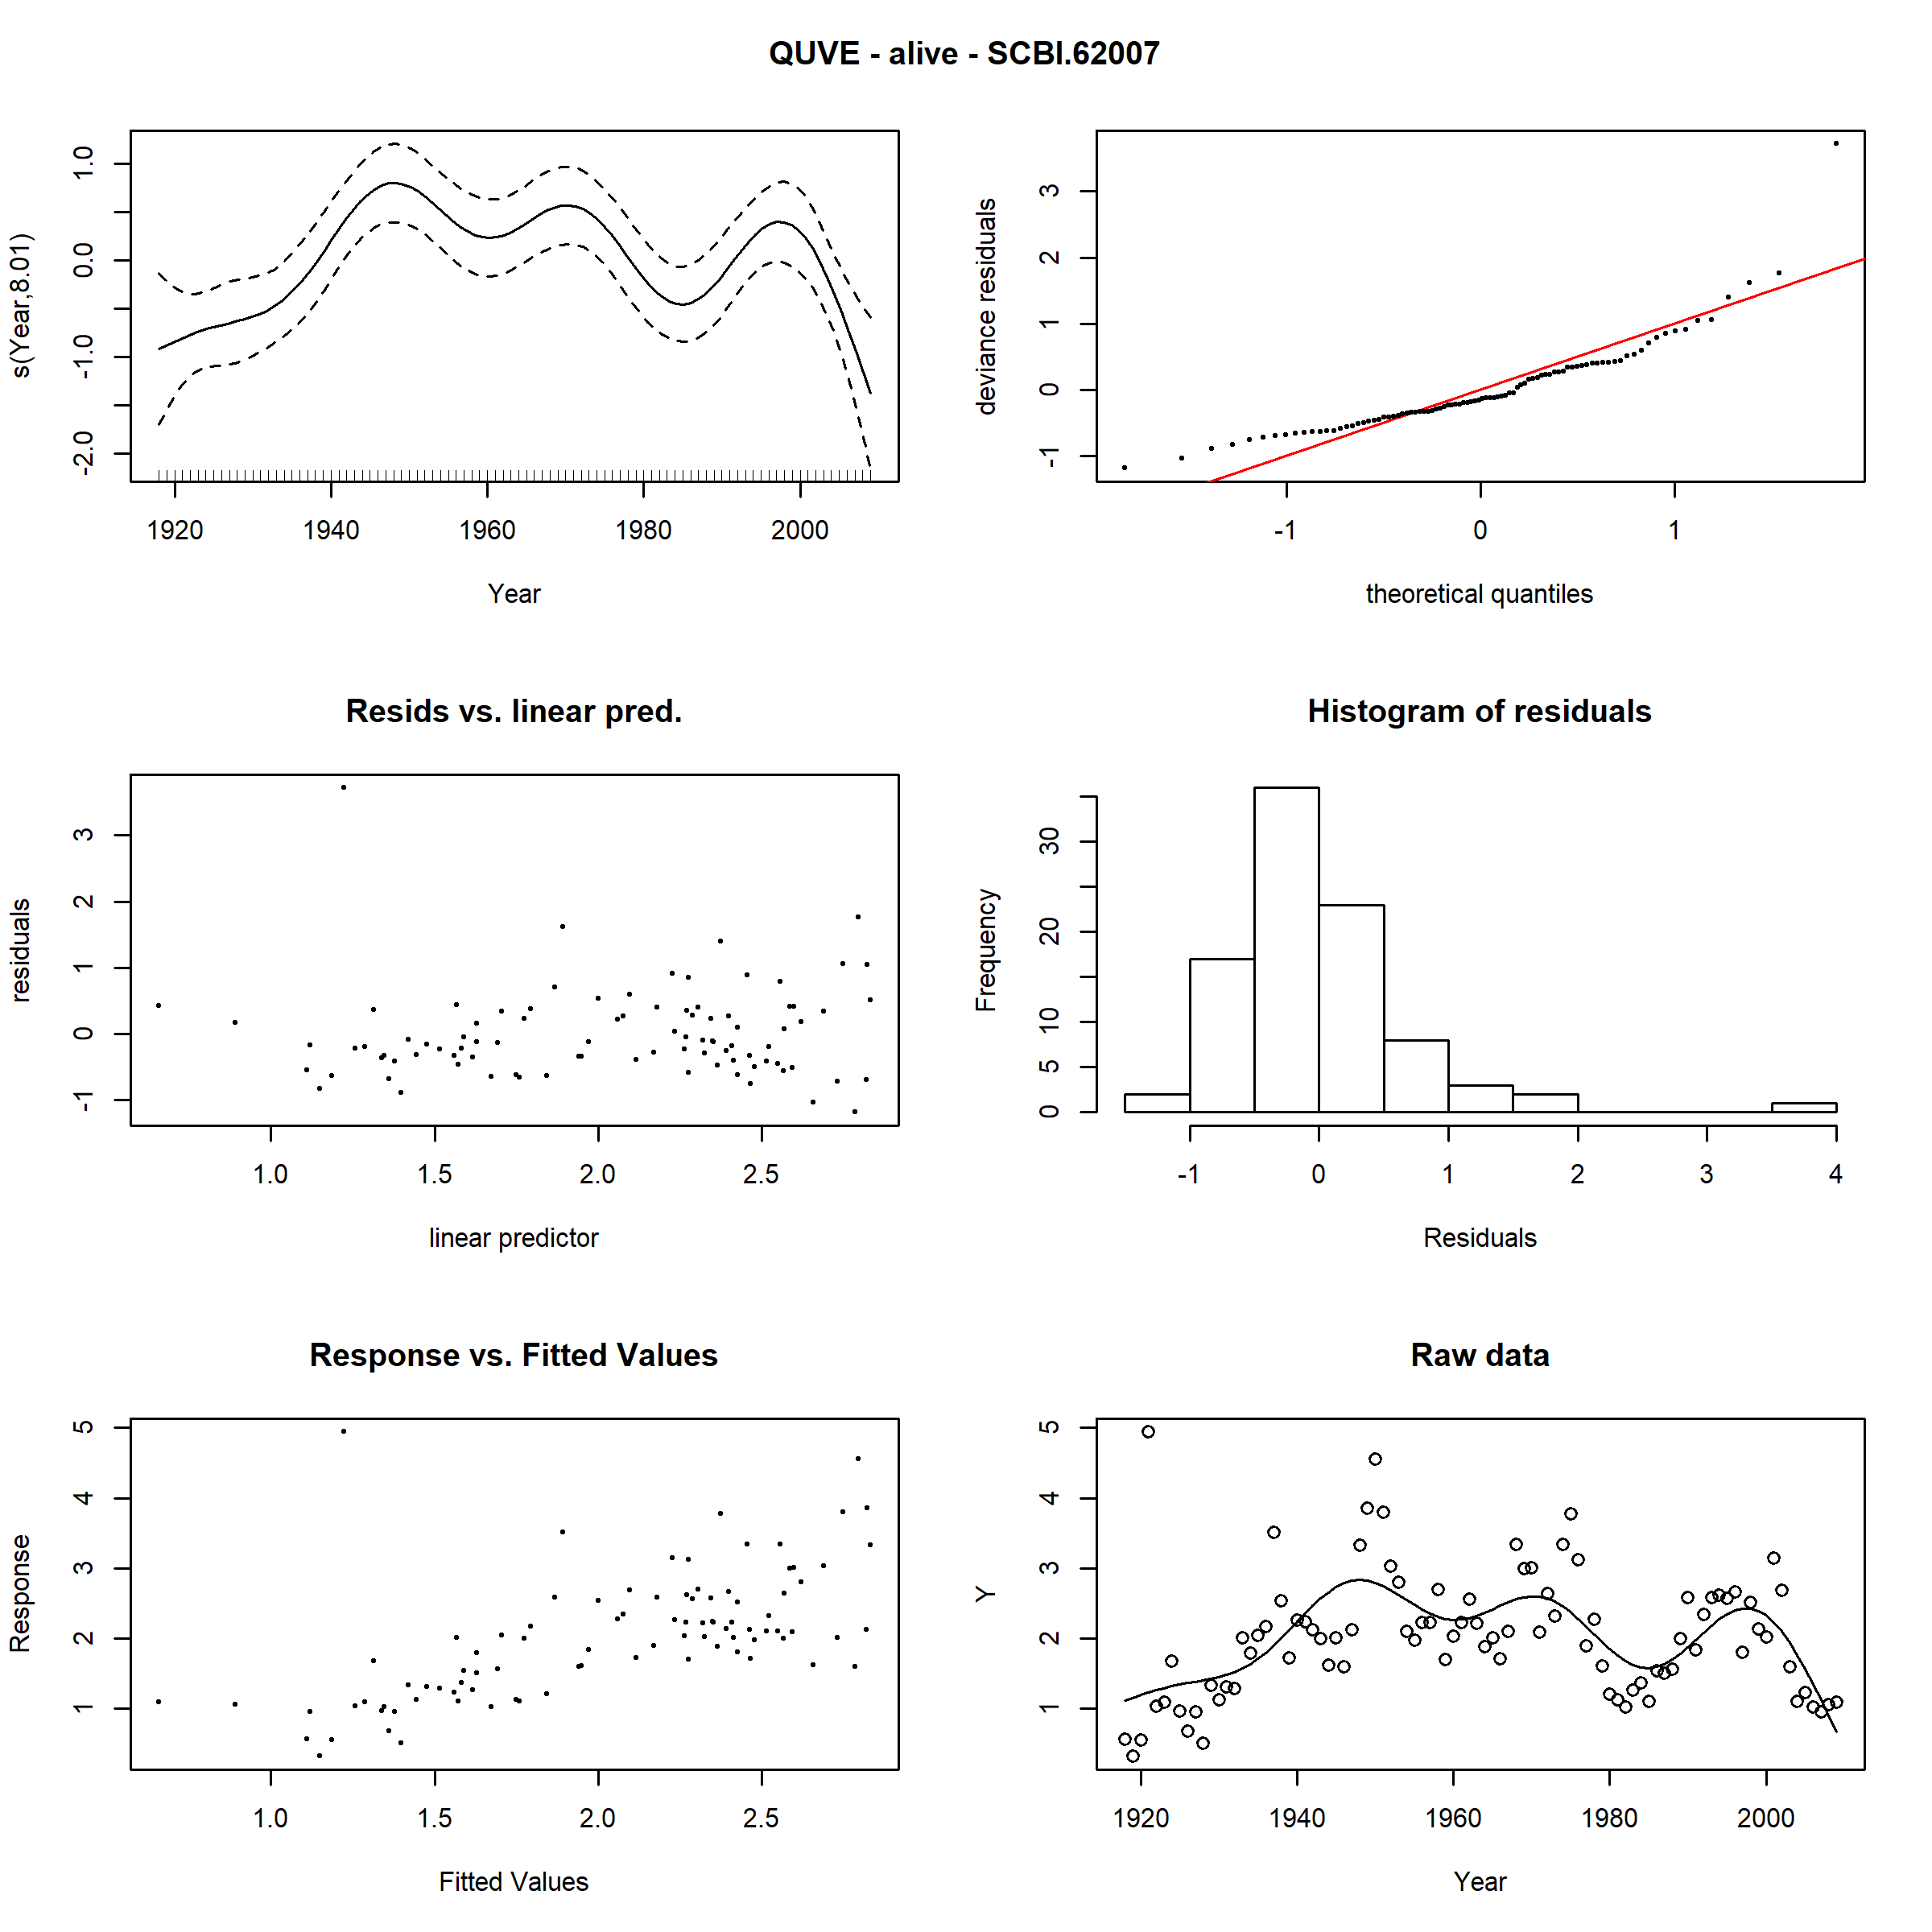 QUVE - alive - SCBI.62007
s(Year,8.01)
-2.0 -1.0 0.0 1.0
1920 1940 1960 1980 2000
Year
deviance residuals
-1 0 1 2 3
-1 0 1
theoretical quantiles
Resids vs. linear pred.
residuals
-1 0 1 2 3
1.0 1.5 2.0 2.5
linear predictor
Histogram of residuals
Frequency
0 5 10 20 30
-1 0 1 2 3 4
Residuals
Response vs. Fitted Values
Response
1 2 3 4 5
1.0 1.5 2.0 2.5
Fitted Values
Raw data
Y
1 2 3 4 5
1920 1940 1960 1980 2000
Year